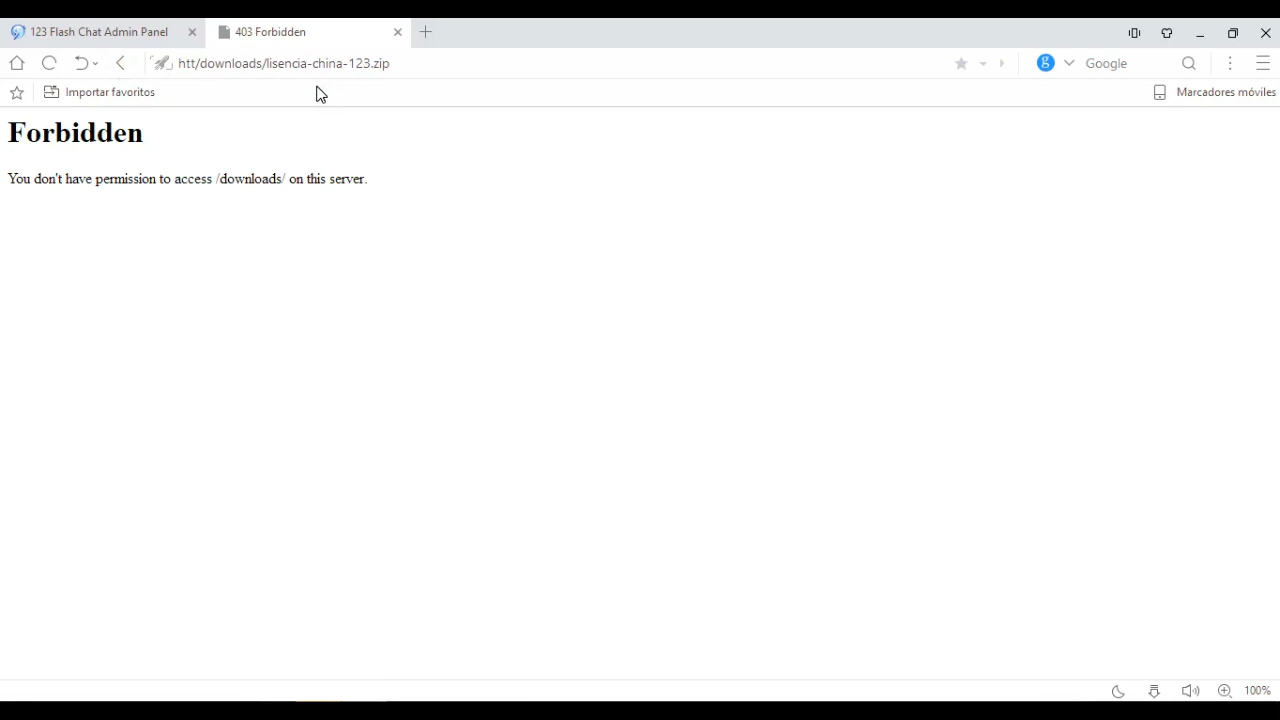 123 Flash Chat Admin Panel
403 Forbidden
htt/downloads/lisencia-china-123.zip
Google
Importar favoritos
Marcadores móviles
Forbidden
You don't have permission to access /downloads/ on this server.
100%